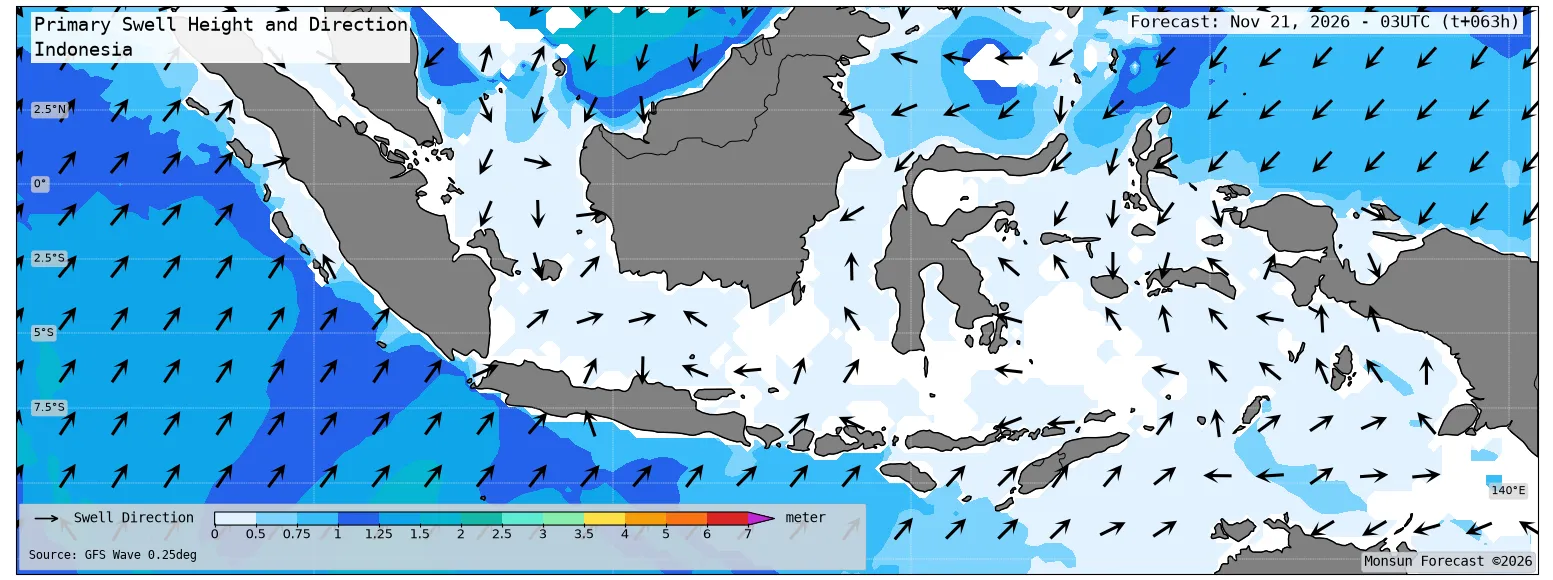 Primary Swell Height and Direction
Indonesia
Forecast: Nov 21, 2026 - 03UTC (t+063h)
2.5°N
0°
2.5°S
5°S
7.5°S
140°E
Swell Direction
meter
0 0.5 0.75 1 1.25 1.5 2 2.5 3 3.5 4 5 6 7
Source: GFS Wave 0.25deg
Monsun Forecast ©2026